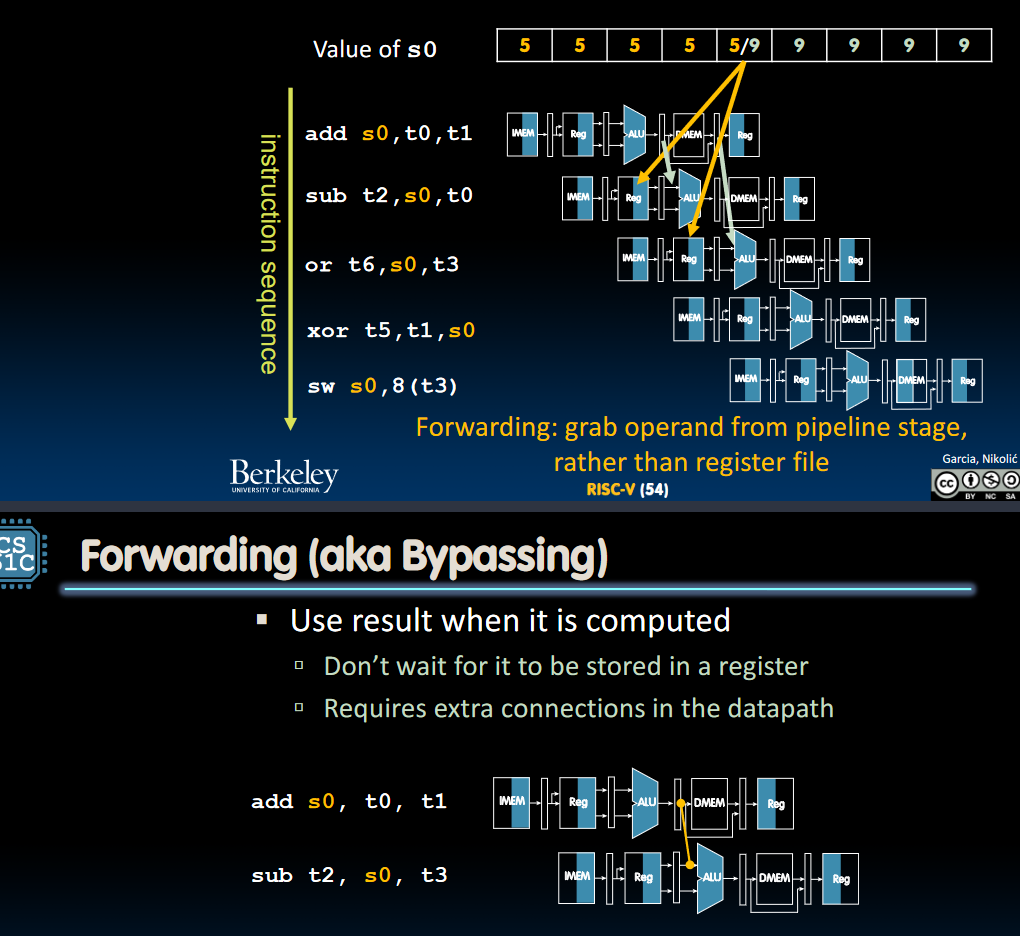 Value of s0 5 5 5 5 5/9 9 9 9 9
instruction sequence
add s0,t0,t1 IMEM Reg ALU DMEM Reg
sub t2,s0,t0 IMEM Reg ALU DMEM Reg
or t6,s0,t3 IMEM Reg ALU DMEM Reg
xor t5,t1,s0 IMEM Reg ALU DMEM Reg
sw s0,8(t3) IMEM Reg ALU DMEM Reg
Forwarding: grab operand from pipeline stage,
rather than register file
Berkeley
UNIVERSITY OF CALIFORNIA
RISC-V (54)
Garcia, Nikolić
cc
BY NC SA
CS
61C
Forwarding (aka Bypassing)
Use result when it is computed
Don’t wait for it to be stored in a register
Requires extra connections in the datapath
add s0, t0, t1 IMEM Reg ALU DMEM Reg
sub t2, s0, t3 IMEM Reg ALU DMEM Reg